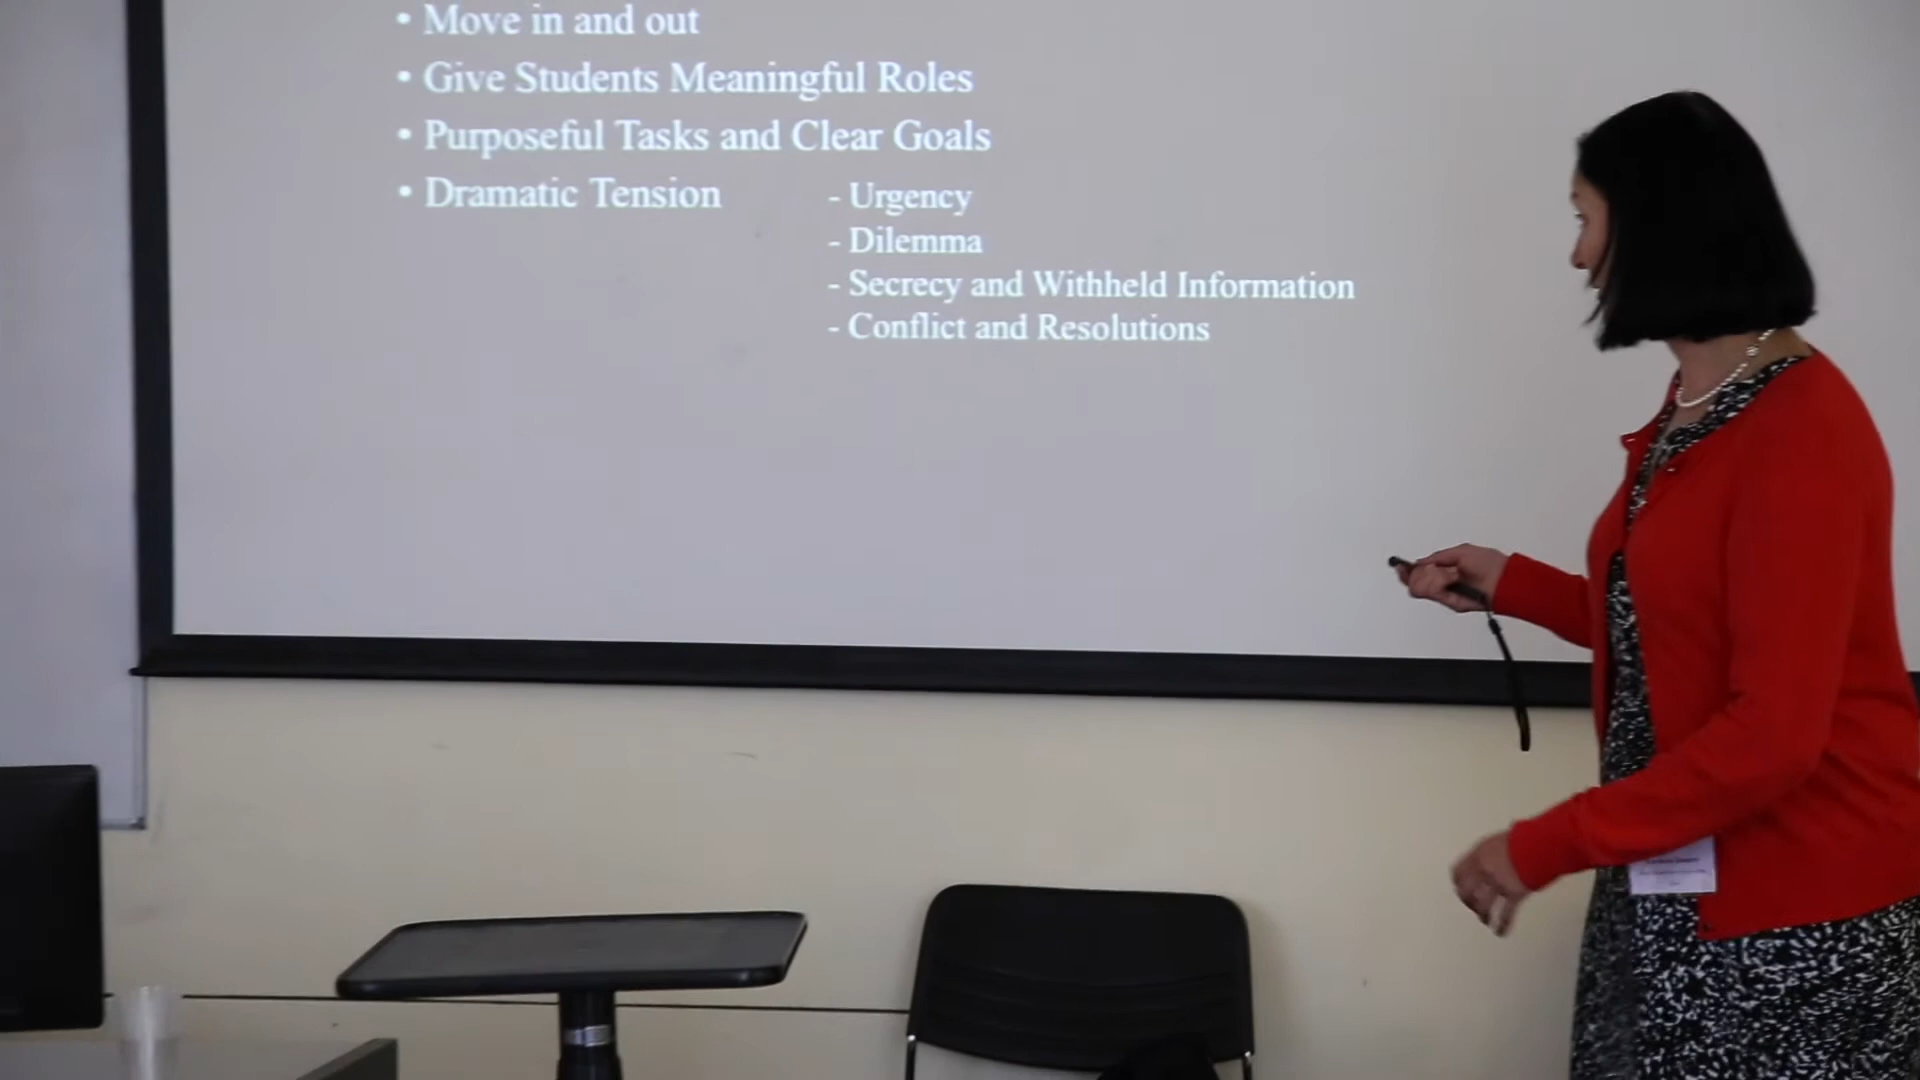 • Move in and out
• Give Students Meaningful Roles
• Purposeful Tasks and Clear Goals
• Dramatic Tension - Urgency
- Dilemma
- Secrecy and Withheld Information
- Conflict and Resolutions